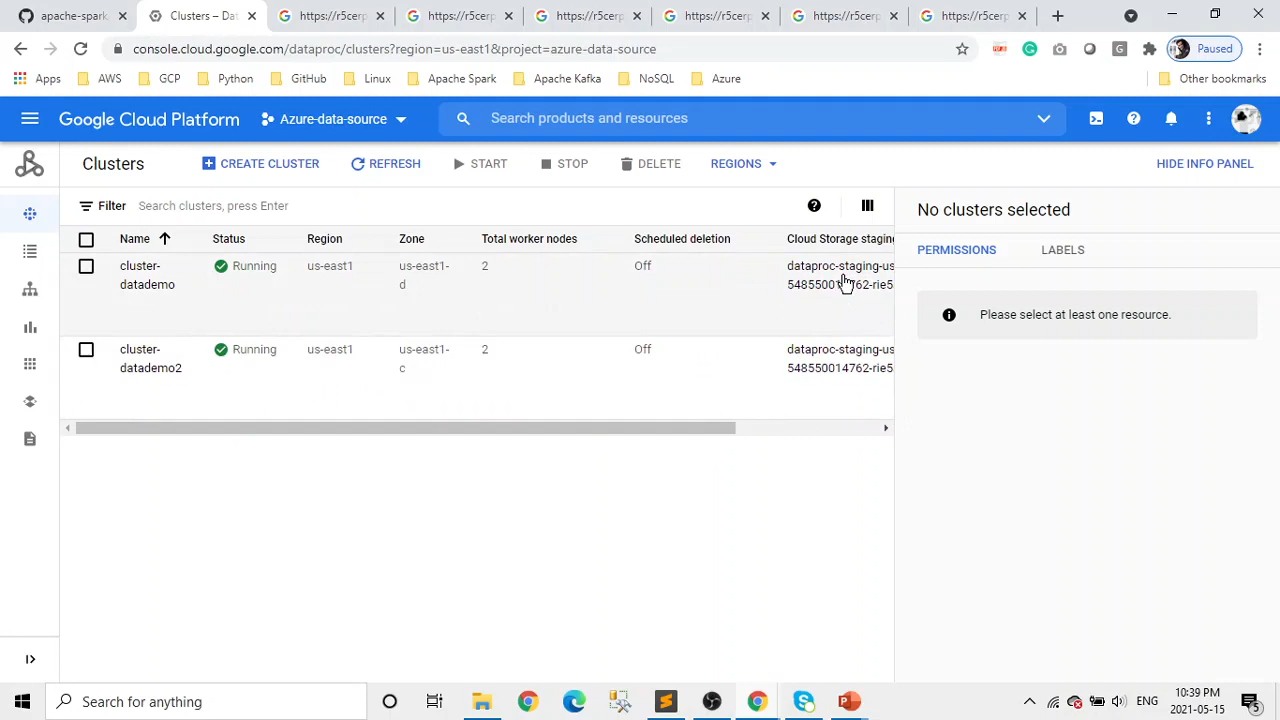 apache-spark
Clusters – Dat
https://r5cerp
https://r5cerp
https://r5cerp
https://r5cerp
https://r5cerp
https://r5cerp
console.cloud.google.com/dataproc/clusters?region=us-east1&project=azure-data-source
Paused
Apps
AWS
GCP
Python
GitHub
Linux
Apache Spark
Apache Kafka
NoSQL
Azure
Other bookmarks
Google Cloud Platform
Azure-data-source
Search products and resources
Clusters
CREATE CLUSTER
REFRESH
START
STOP
DELETE
REGIONS
HIDE INFO PANEL
Filter
Search clusters, press Enter
No clusters selected
Name
Status
Region
Zone
Total worker nodes
Scheduled deletion
Cloud Storage staging
PERMISSIONS
LABELS
cluster-
datademo
Running
us-east1
us-east1-
d
2
Off
dataproc-staging-us
548550014762-rie5
Please select at least one resource.
cluster-
datademo2
Running
us-east1
us-east1-
c
2
Off
dataproc-staging-us
548550014762-rie5
Search for anything
ENG
10:39 PM
2021-05-15
5